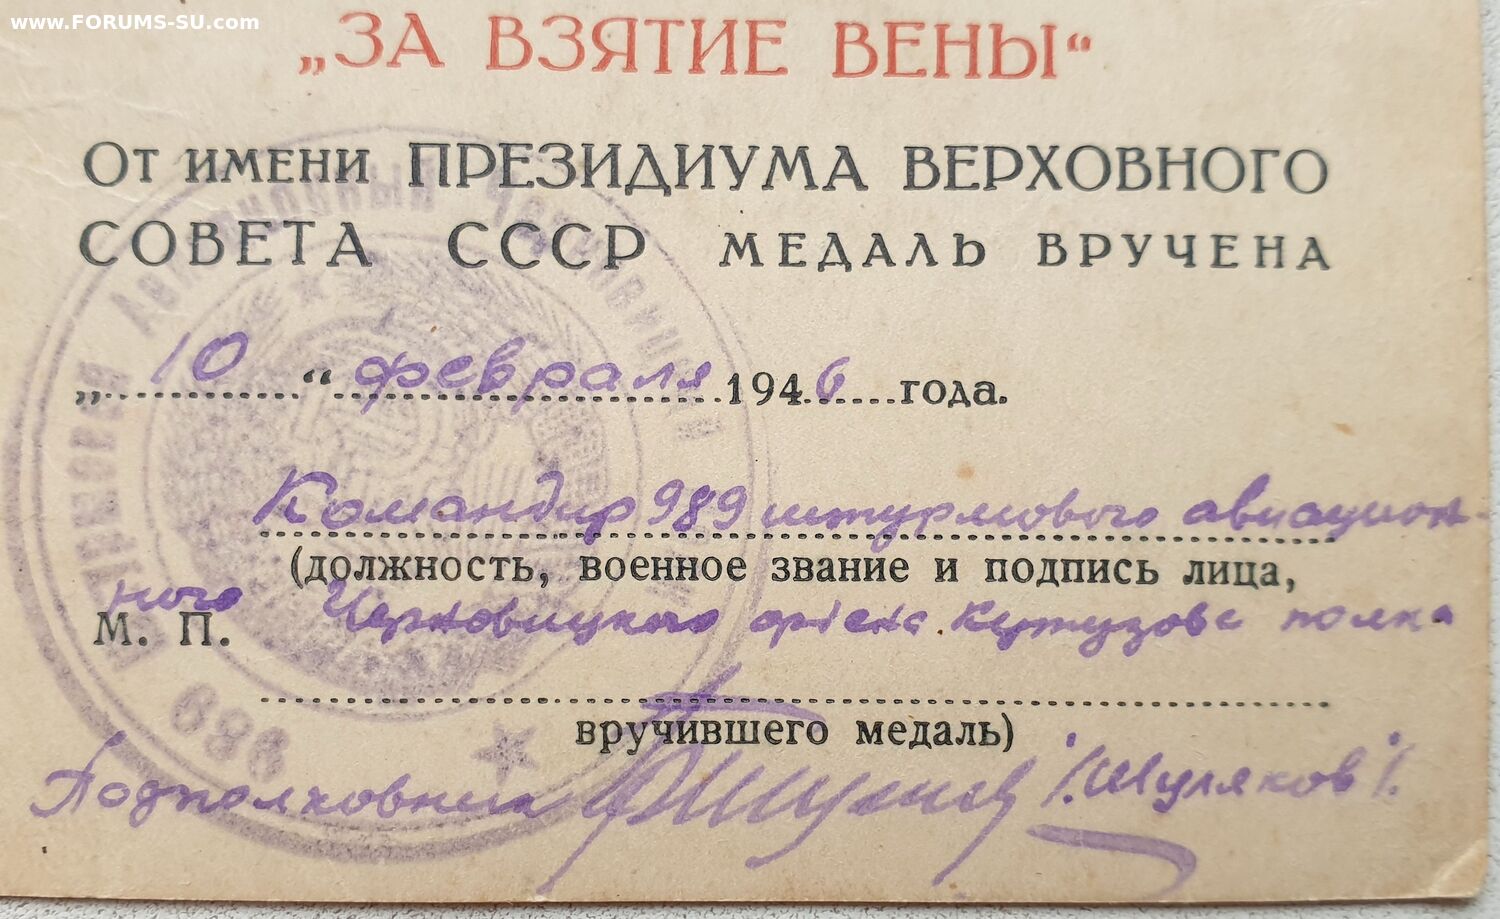 www.FORUMS-SU.com
„ЗА ВЗЯТИЕ ВЕНЫ“
От имени ПРЕЗИДИУМА ВЕРХОВНОГО
СОВЕТА СССР МЕДАЛЬ ВРУЧЕНА
„10“ февраля 1946 года.
Командир 989 штурмового авиацион-
(должность, военное звание и подпись лица,
ного Черновицкого ордена Кутузова полка
М. П.
вручившего медаль)
Подполковник /Шуляков/.
989